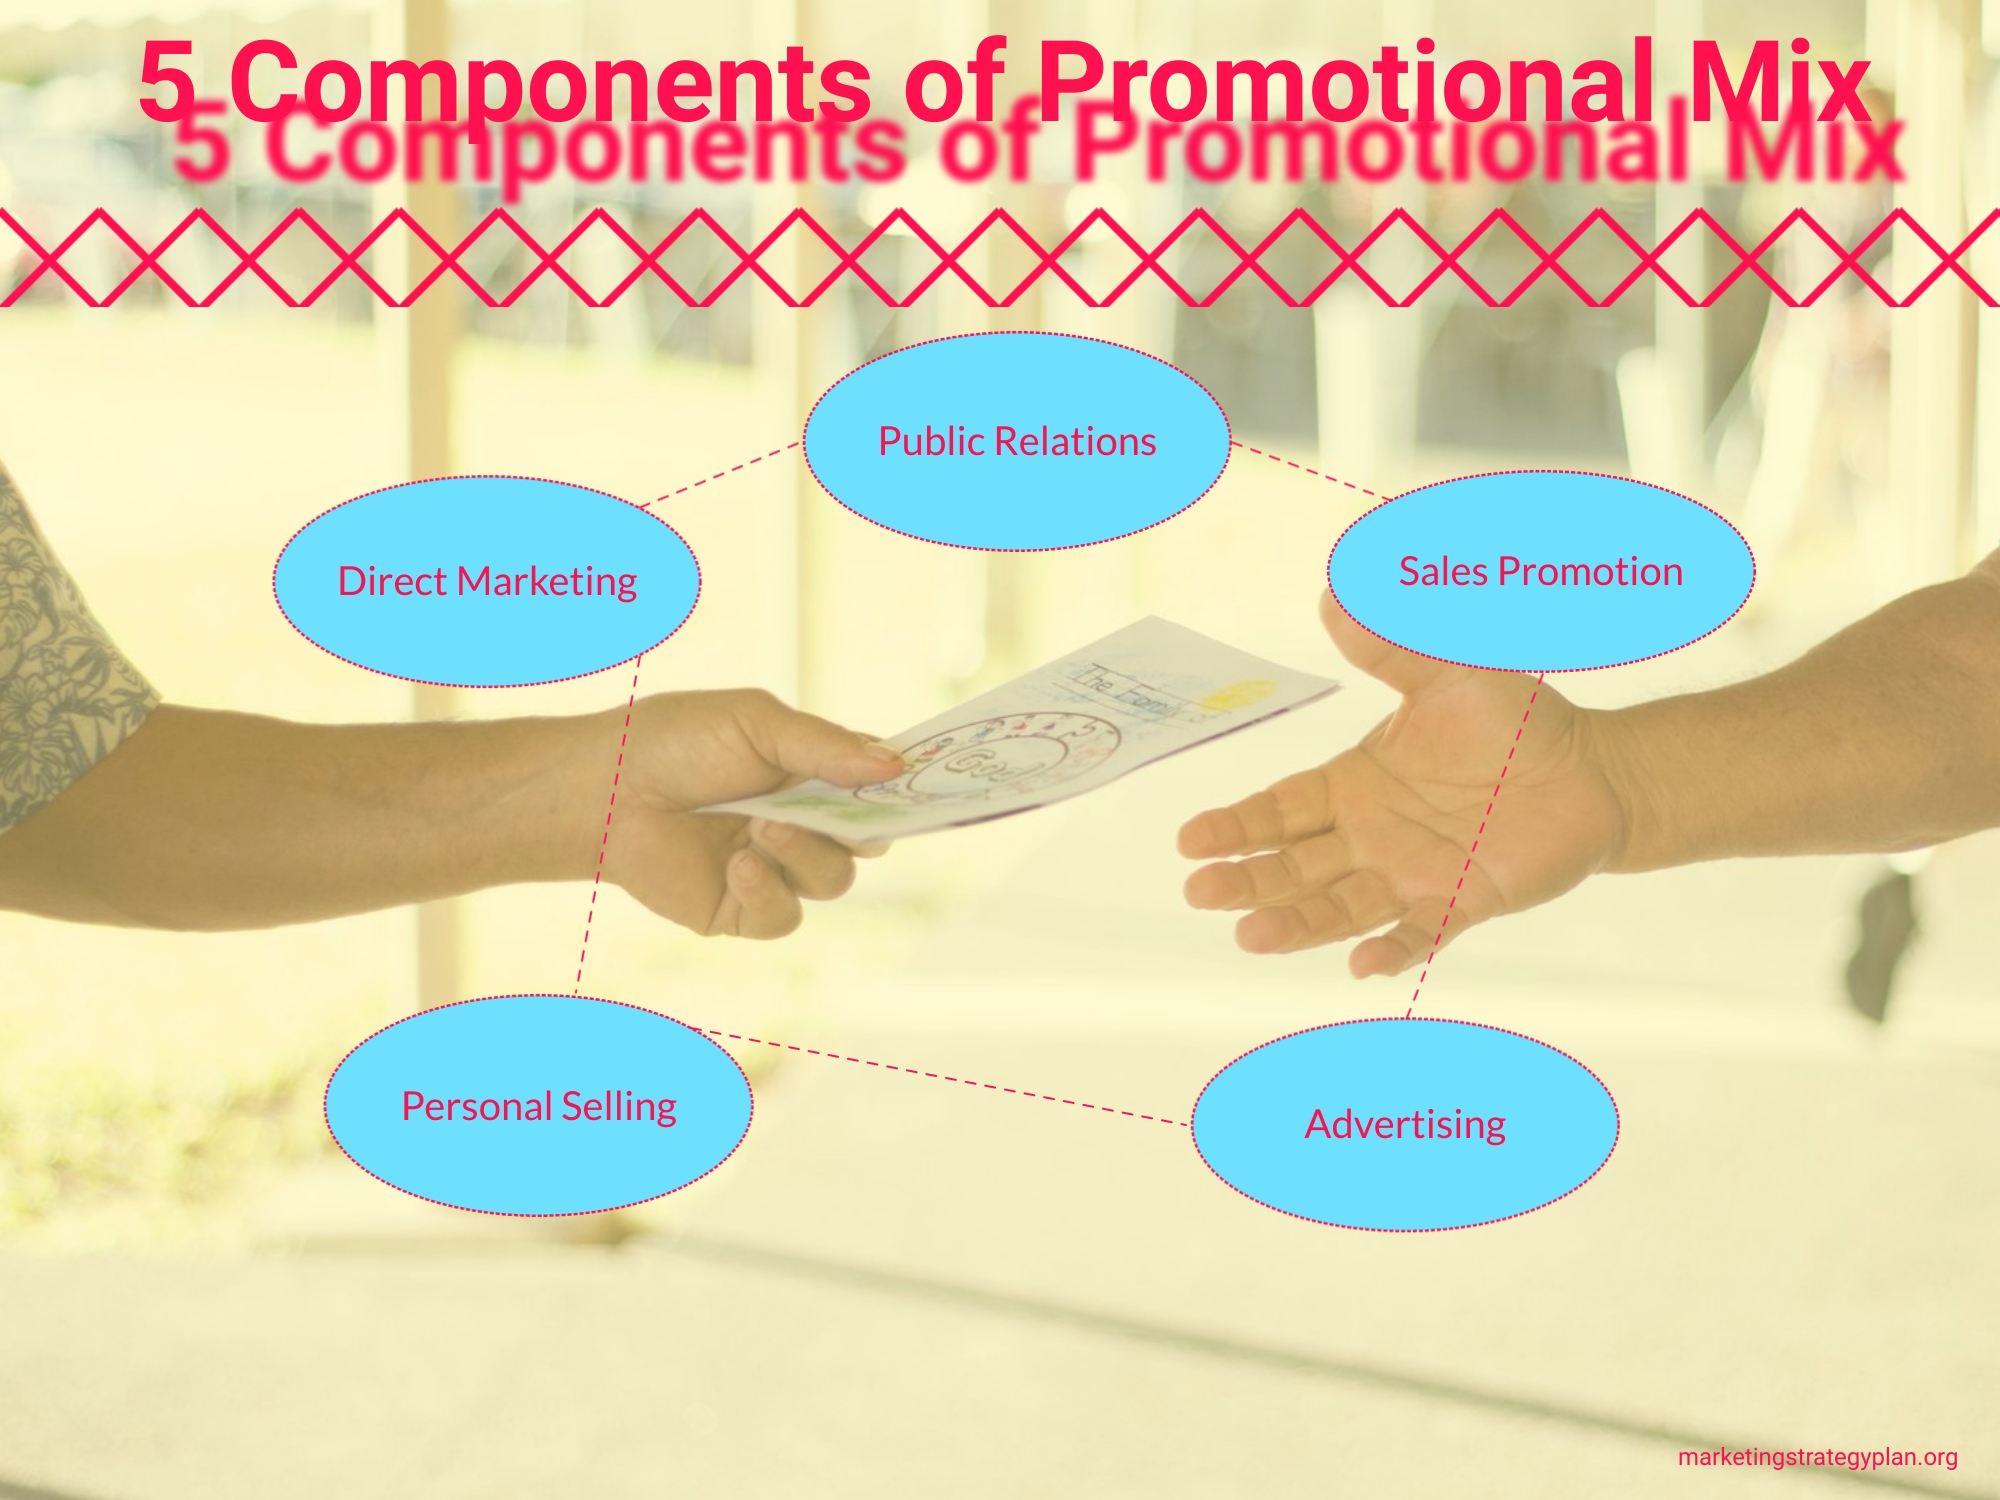 5 Components of Promotional Mix
5 Components of Promotional Mix
Public Relations
Direct Marketing
Sales Promotion
The
God
Personal Selling
Advertising
marketingstrategyplan.org